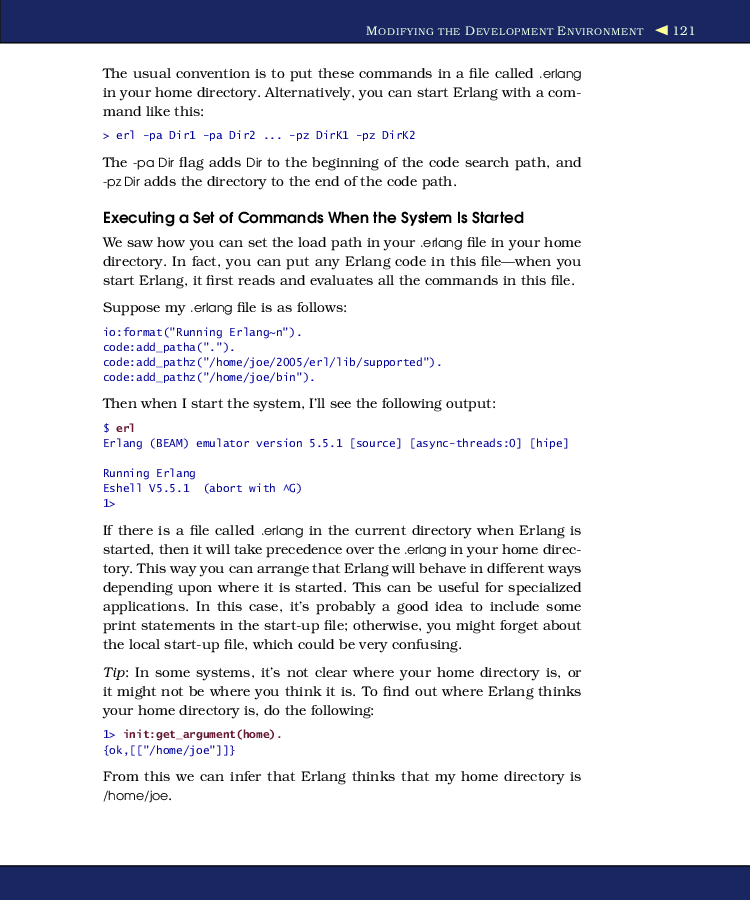 MODIFYING THE DEVELOPMENT ENVIRONMENT ◀ 121
The usual convention is to put these commands in a file called .erlang
in your home directory. Alternatively, you can start Erlang with a com-
mand like this:
> erl -pa Dir1 -pa Dir2 ... -pz DirK1 -pz DirK2
The -pa Dir flag adds Dir to the beginning of the code search path, and
-pz Dir adds the directory to the end of the code path.
Executing a Set of Commands When the System Is Started
We saw how you can set the load path in your .erlang file in your home
directory. In fact, you can put any Erlang code in this file—when you
start Erlang, it first reads and evaluates all the commands in this file.
Suppose my .erlang file is as follows:
io:format("Running Erlang~n").
code:add_patha(".").
code:add_pathz("/home/joe/2005/erl/lib/supported").
code:add_pathz("/home/joe/bin").
Then when I start the system, I'll see the following output:
$ erl
Erlang (BEAM) emulator version 5.5.1 [source] [async-threads:0] [hipe]
Running Erlang
Eshell V5.5.1  (abort with ^G)
1>
If there is a file called .erlang in the current directory when Erlang is
started, then it will take precedence over the .erlang in your home direc-
tory. This way you can arrange that Erlang will behave in different ways
depending upon where it is started. This can be useful for specialized
applications. In this case, it's probably a good idea to include some
print statements in the start-up file; otherwise, you might forget about
the local start-up file, which could be very confusing.
Tip: In some systems, it's not clear where your home directory is, or
it might not be where you think it is. To find out where Erlang thinks
your home directory is, do the following:
1> init:get_argument(home).
{ok,[["/home/joe"]]}
From this we can infer that Erlang thinks that my home directory is
/home/joe.